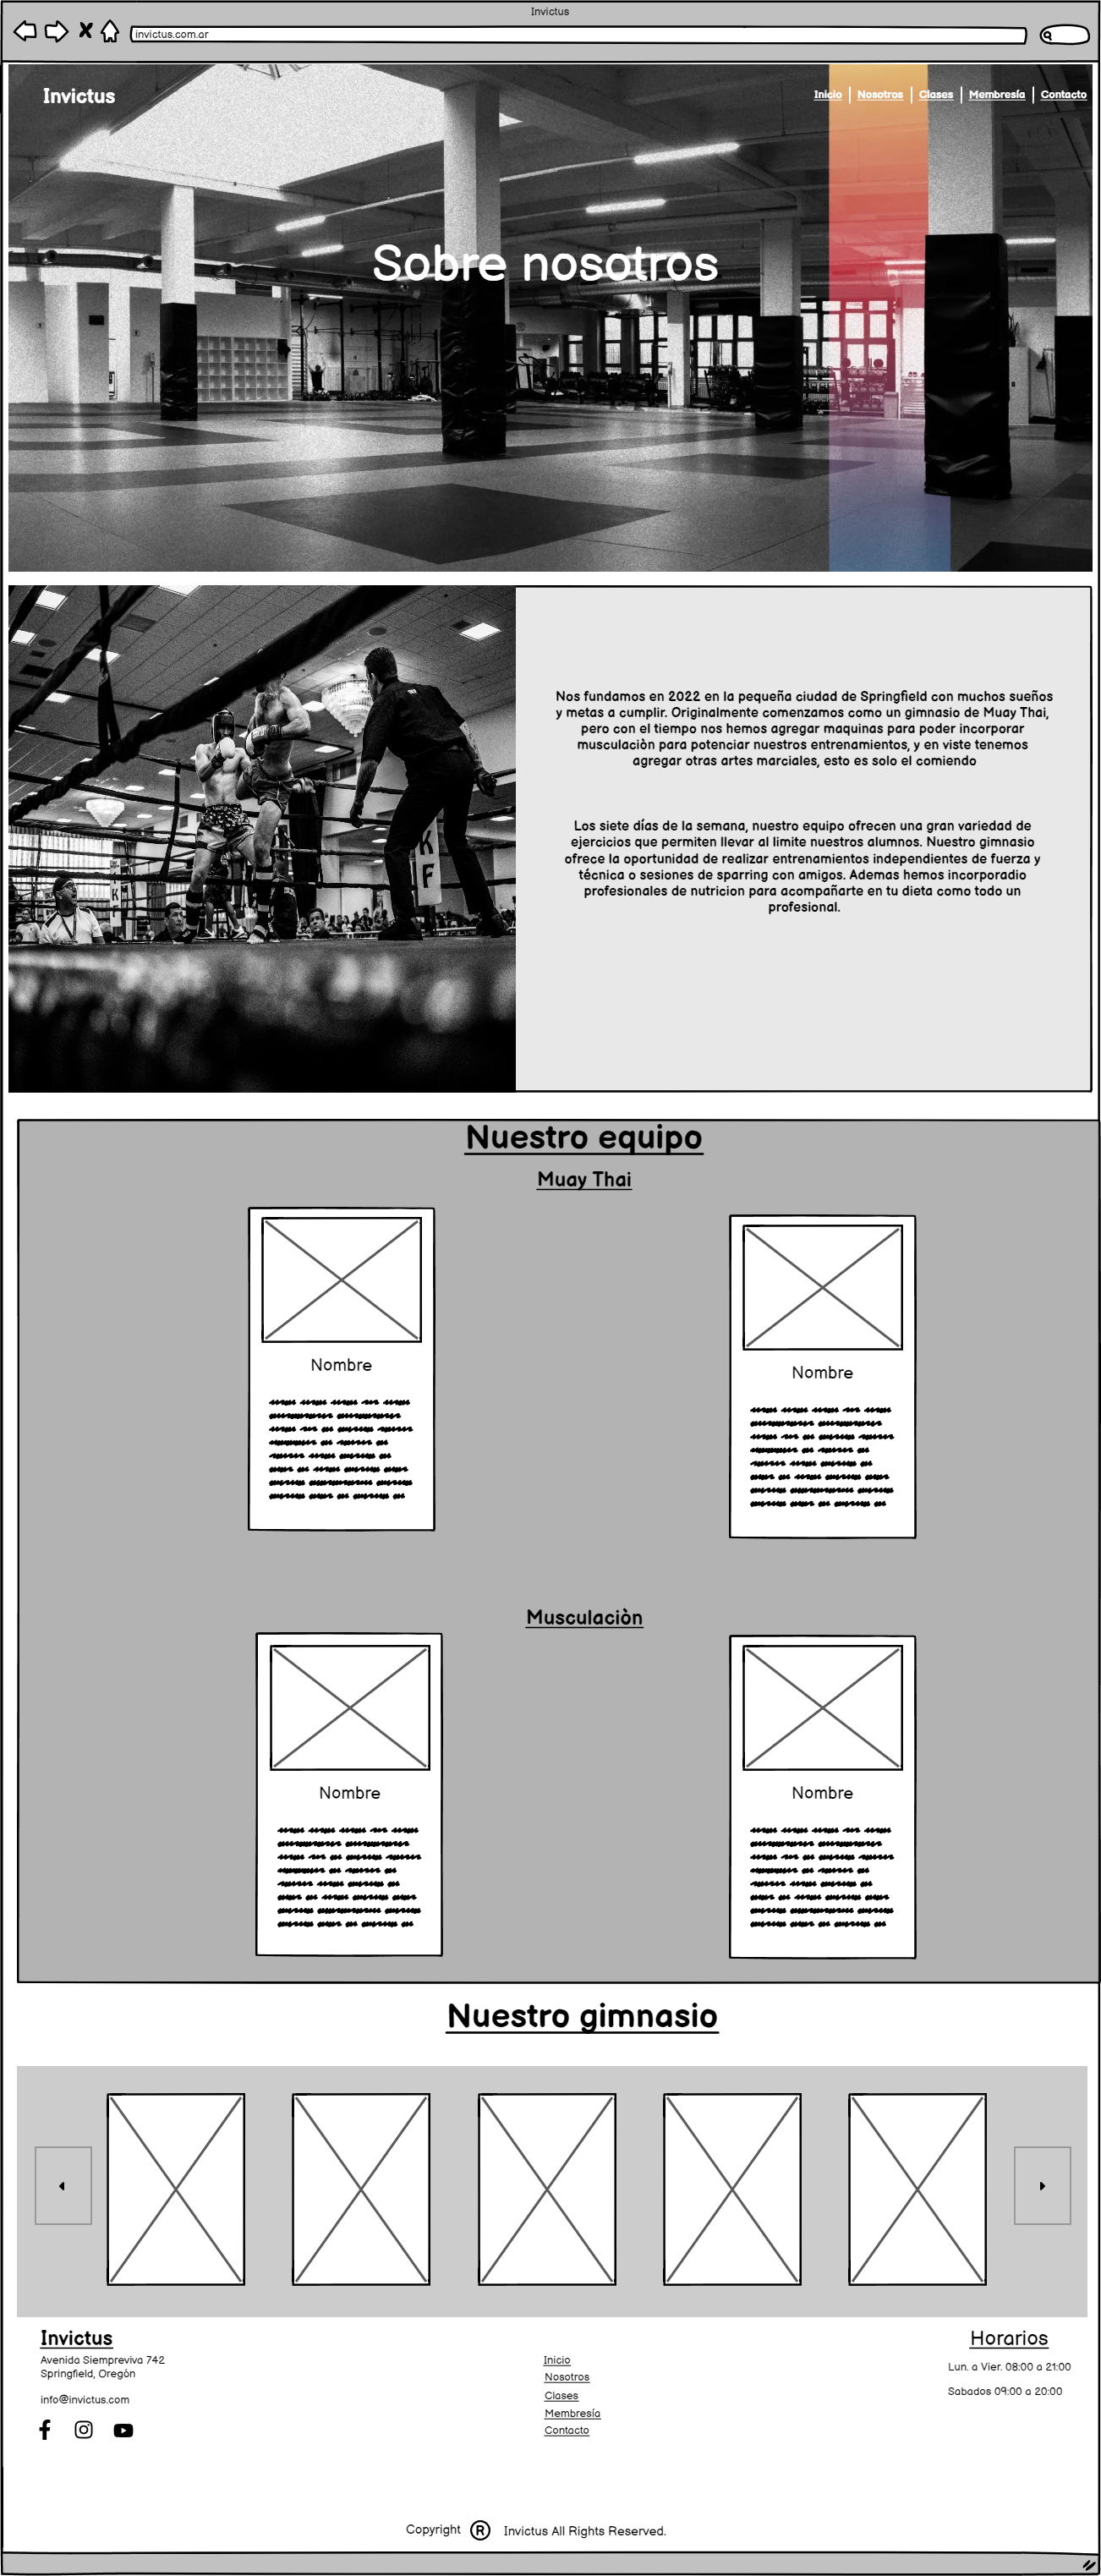 Invictus
invictus.com.ar
Invictus
Inicio
Nosotros
Clases
Membresía
Contacto
Sobre nosotros
Nos fundamos en 2022 en la pequeña ciudad de Springfield con muchos sueños
y metas a cumplir. Originalmente comenzamos como un gimnasio de Muay Thai,
pero con el tiempo nos hemos agregar maquinas para poder incorporar
musculaciòn para potenciar nuestros entrenamientos, y en viste tenemos
agregar otras artes marciales, esto es solo el comiendo
Los siete días de la semana, nuestro equipo ofrecen una gran variedad de
ejercicios que permiten llevar al limite nuestros alumnos. Nuestro gimnasio
ofrece la oportunidad de realizar entrenamientos independientes de fuerza y
técnica o sesiones de sparring con amigos. Ademas hemos incorporadio
profesionales de nutricion para acompañarte en tu dieta como todo un
profesional.
K
F
K
Nuestro equipo
Muay Thai
Nombre
Nombre
Musculaciòn
Nombre
Nombre
Nuestro gimnasio
Invictus
Avenida Siempreviva 742
Springfield, Oregòn
info@invictus.com
Inicio
Nosotros
Clases
Membresía
Contacto
Horarios
Lun. a Vier. 08:00 a 21:00
Sabados 09:00 a 20:00
Copyright ® Invictus All Rights Reserved.